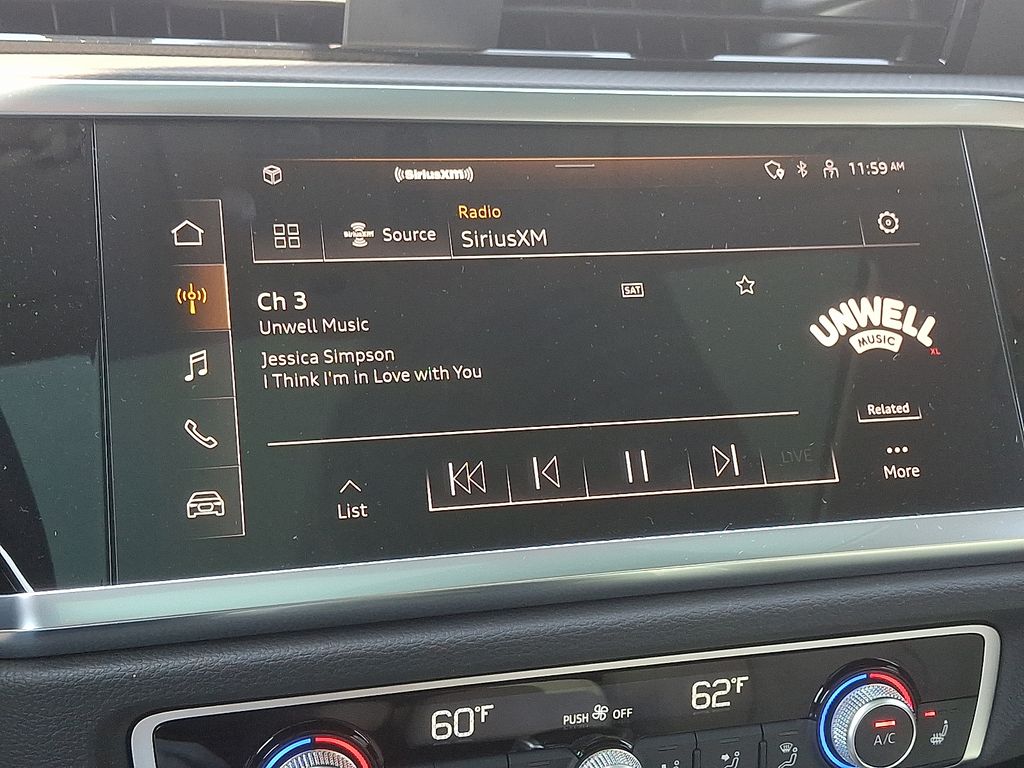 SiriusXM
11:59 AM
SiriusXM Source
Radio
SiriusXM
Ch 3
SAT
Unwell Music
Jessica Simpson
I Think I'm in Love with You
UNWELL
MUSIC
XL
Related
LIVE
More
List
60°F
PUSH OFF
62°F
A/C